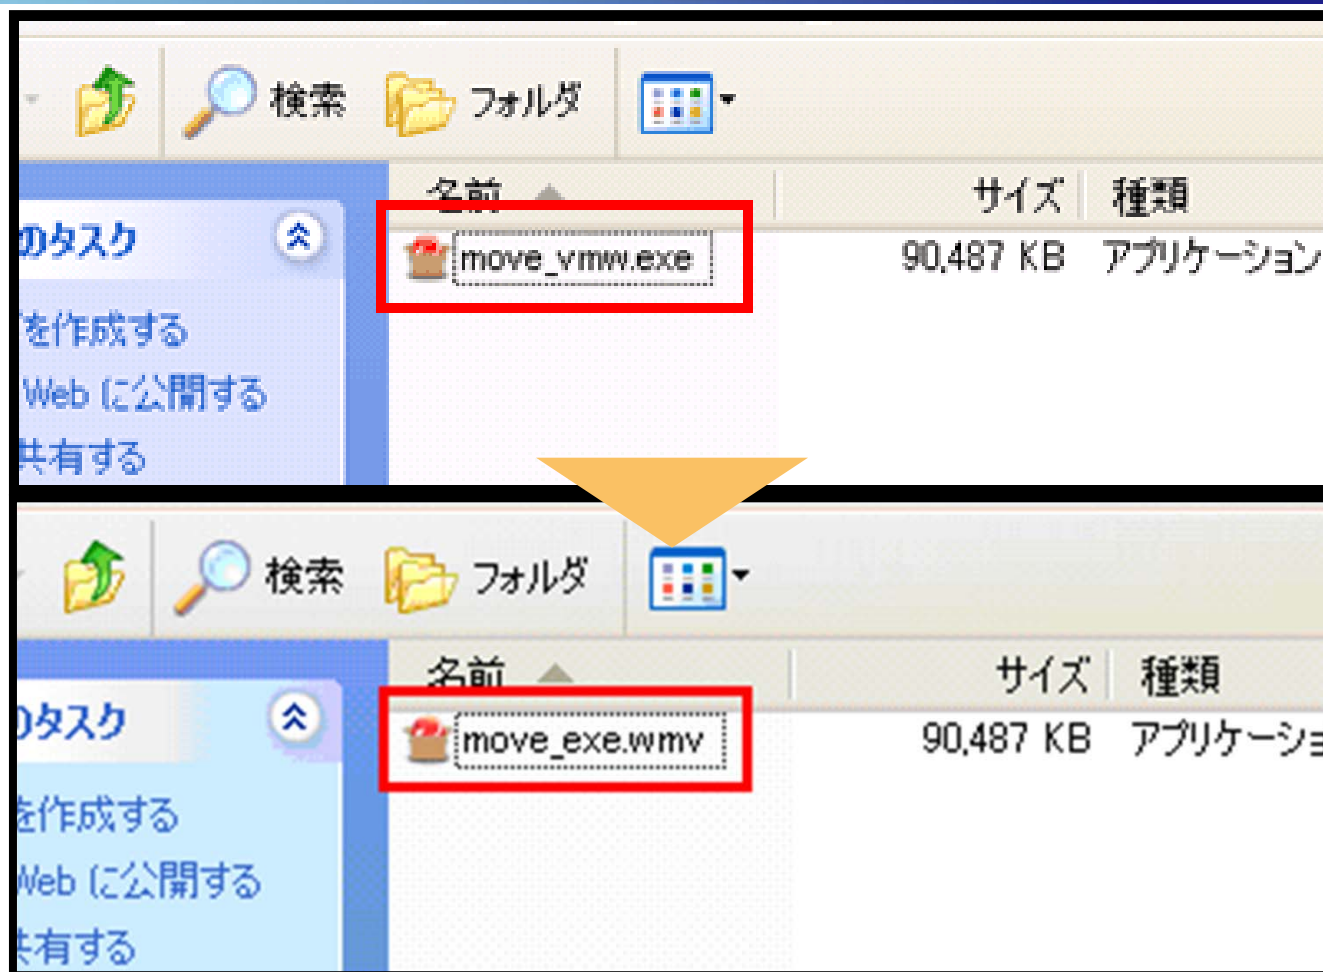 検索 フォルダ
名前 サイズ 種類
のタスク
move_vmw.exe 90,487 KB アプリケーション
を作成する
Web に公開する
共有する
検索 フォルダ
名前 サイズ 種類
のタスク
move_exe.wmv 90,487 KB アプリケーショ
を作成する
Web に公開する
共有する